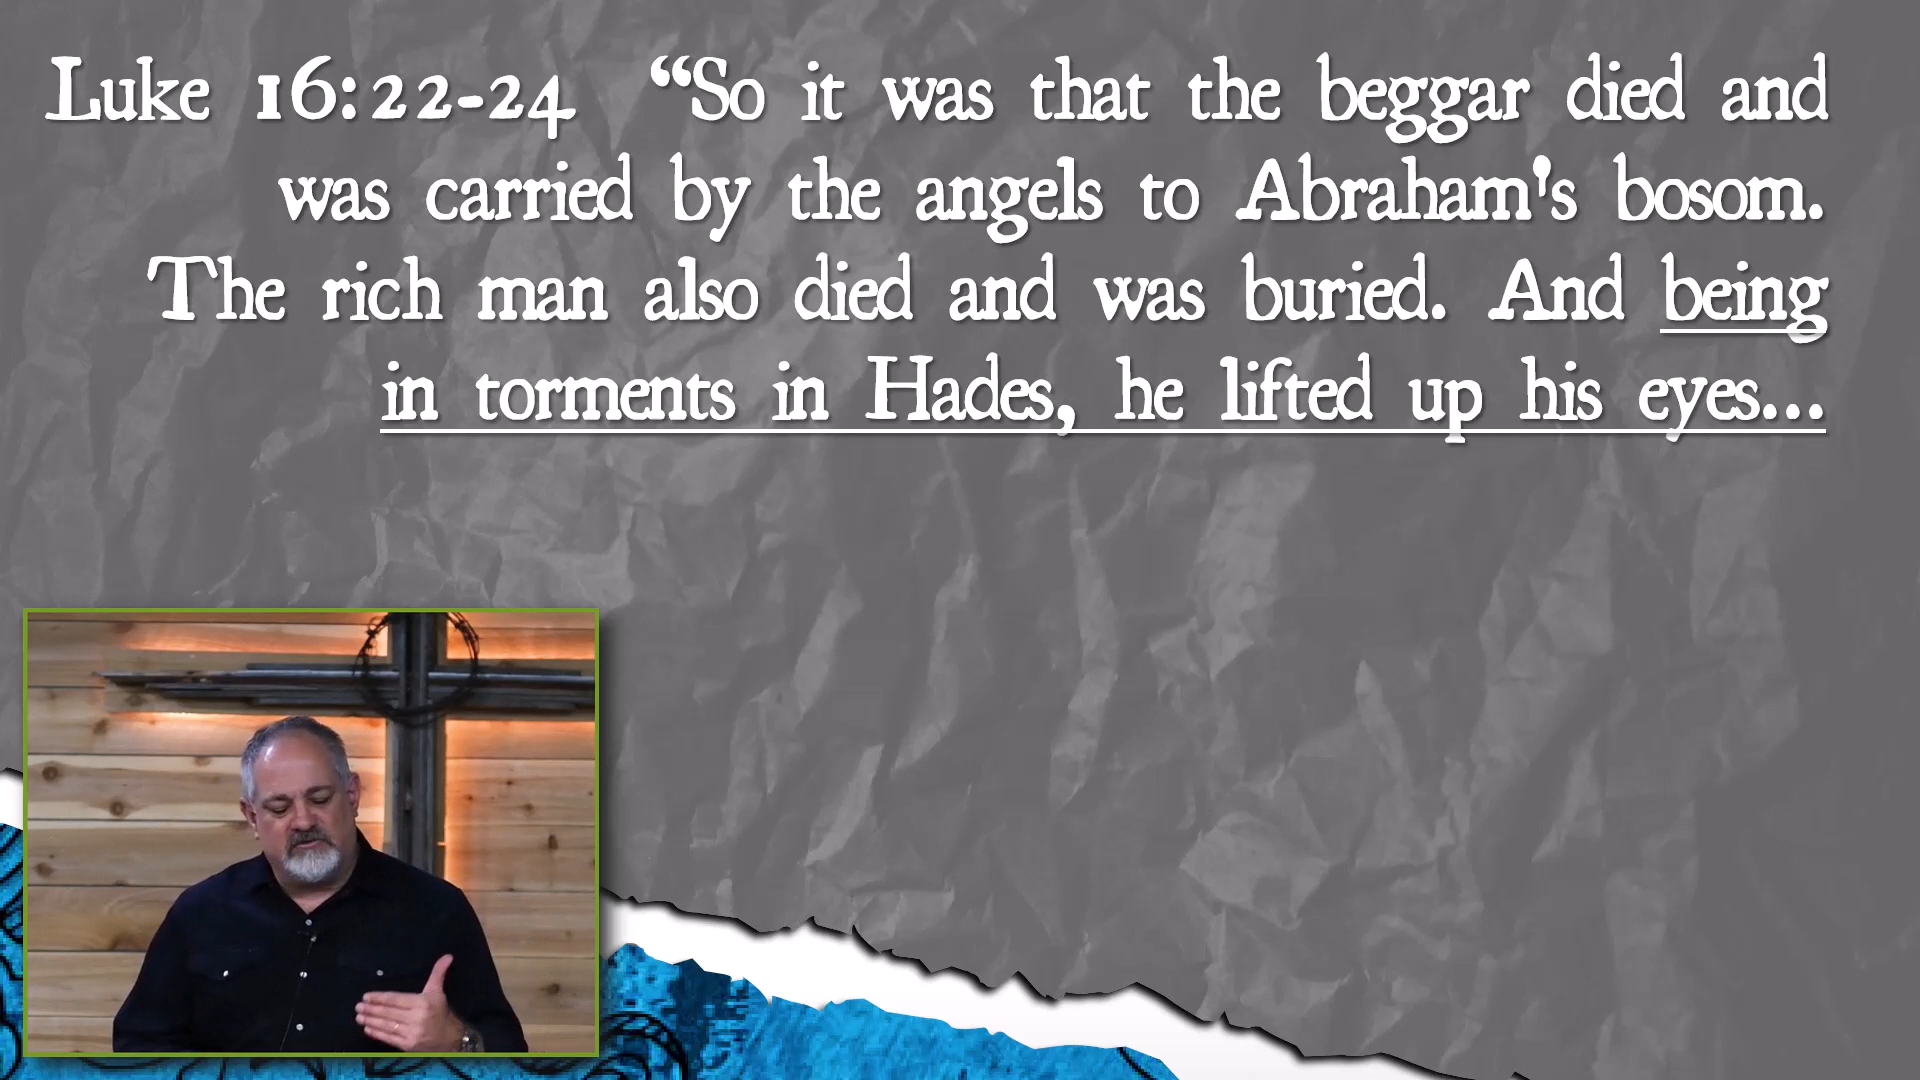 Luke 16:22-24 “So it was that the beggar died and
was carried by the angels to Abraham's bosom.
The rich man also died and was buried. And being
in torments in Hades, he lifted up his eyes...